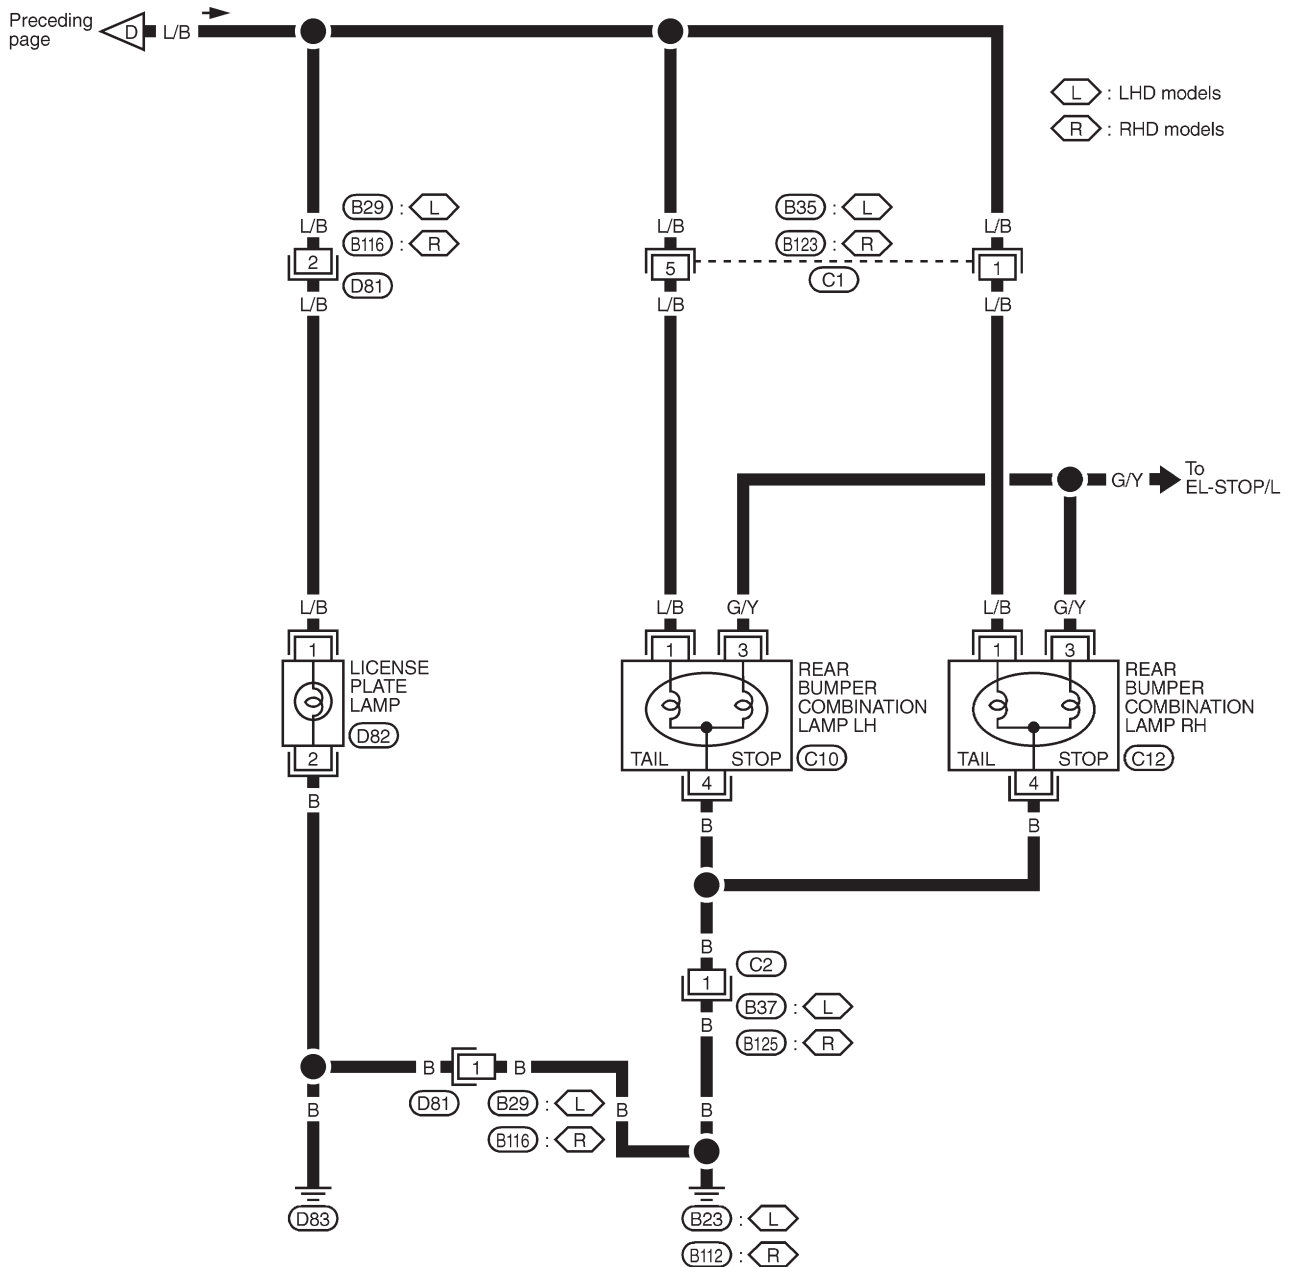 Preceding
page
D
L/B
L : LHD models
R : RHD models
B29 : L
B35 : L
L/B
L/B
L/B
B116 : R
B123 : R
2
5
1
C1
D81
L/B
L/B
L/B
To
EL-STOP/L
G/Y
L/B
L/B
G/Y
L/B
G/Y
1
1
3
1
3
LICENSE
PLATE
LAMP
D82
REAR
BUMPER
COMBINATION
LAMP LH
C10
REAR
BUMPER
COMBINATION
LAMP RH
C12
TAIL
STOP
TAIL
STOP
2
4
4
B
B
B
B
C2
1
B37 : L
B
B125 : R
B
1
B
D81
B29 : L
B116 : R
B
B
B
D83
B23 : L
B112 : R